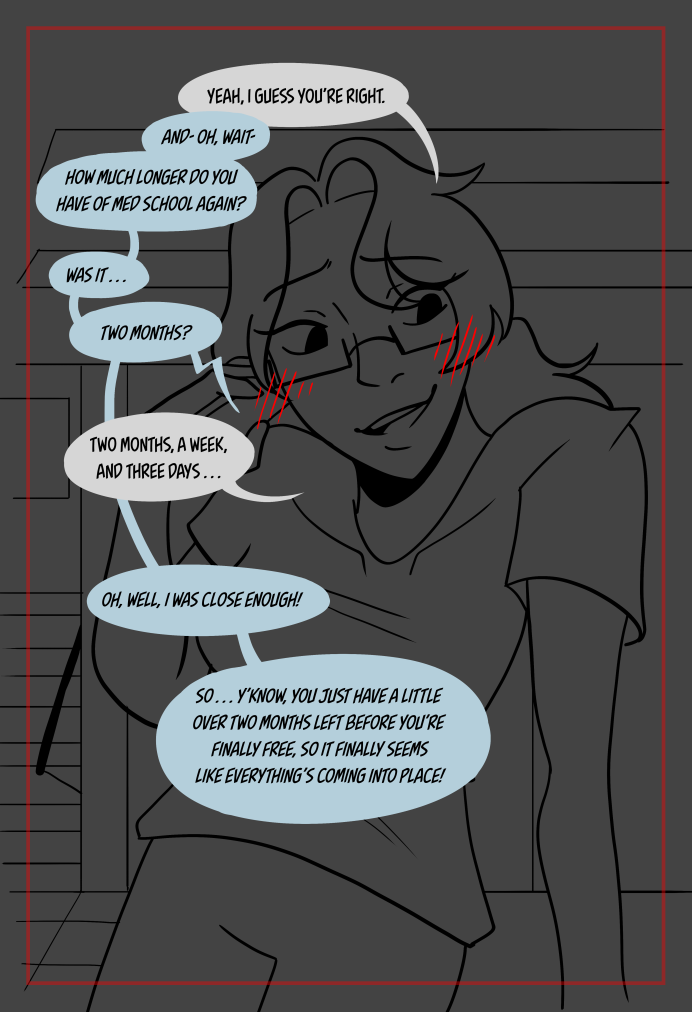 YEAH, I GUESS YOU'RE RIGHT.
AND- OH, WAIT-
HOW MUCH LONGER DO YOU
HAVE OF MED SCHOOL AGAIN?
WAS IT . . .
TWO MONTHS?
TWO MONTHS, A WEEK,
AND THREE DAYS . . .
OH, WELL, I WAS CLOSE ENOUGH!
SO . . . Y'KNOW, YOU JUST HAVE A LITTLE
OVER TWO MONTHS LEFT BEFORE YOU'RE
FINALLY FREE, SO IT FINALLY SEEMS
LIKE EVERYTHING'S COMING INTO PLACE!